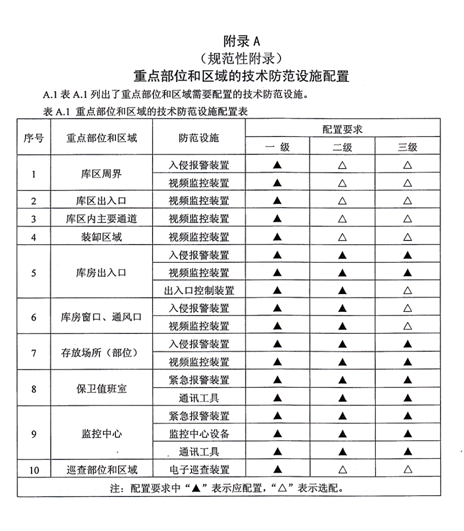 附录 A
（规范性附录）
重点部位和区域的技术防范设施配置
A.1 表 A.1 列出了重点部位和区域需要配置的技术防范设施。
表 A.1 重点部位和区域的技术防范设施配置表
序号 重点部位和区域 防范设施 配置要求
一 级 二级 三级
1 库区周界 入侵报警装置 ▲ △ △
视频监控装置 ▲ △ △
2 库区出入口 视频监控装置 ▲ △ △
3 库区内主要通道 视频监控装置 ▲ △ △
4 装卸区域 视频监控装置 ▲ △ △
5 库房出入口 入侵报警装置 ▲ ▲ ▲
视频监控装置 ▲ ▲ ▲
出入口控制装置 ▲ ▲ △
6 库房窗口、通风口 入侵报警装置 ▲ ▲ △
视频监控装置 ▲ ▲ △
7 存放场所（部位） 入侵报警装置 ▲ ▲ ▲
视频监控装置 ▲ ▲ ▲
8 保卫值班室 紧急报警装置 ▲ ▲ ▲
通讯工具 ▲ ▲ ▲
9 监控中心 紧急报警装置 ▲ ▲ ▲
监控中心设备 ▲ ▲ ▲
通讯工具 ▲ ▲ ▲
10 巡查部位和区域 电子巡查装置 ▲ △ △
注：配置要求中“▲”表示应配置，“△”表示选配。